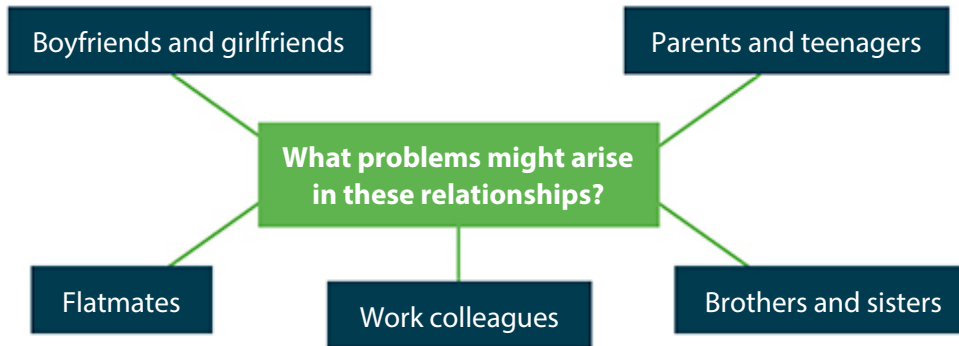 Boyfriends and girlfriends
Parents and teenagers
What problems might arise
in these relationships?
Flatmates
Work colleagues
Brothers and sisters